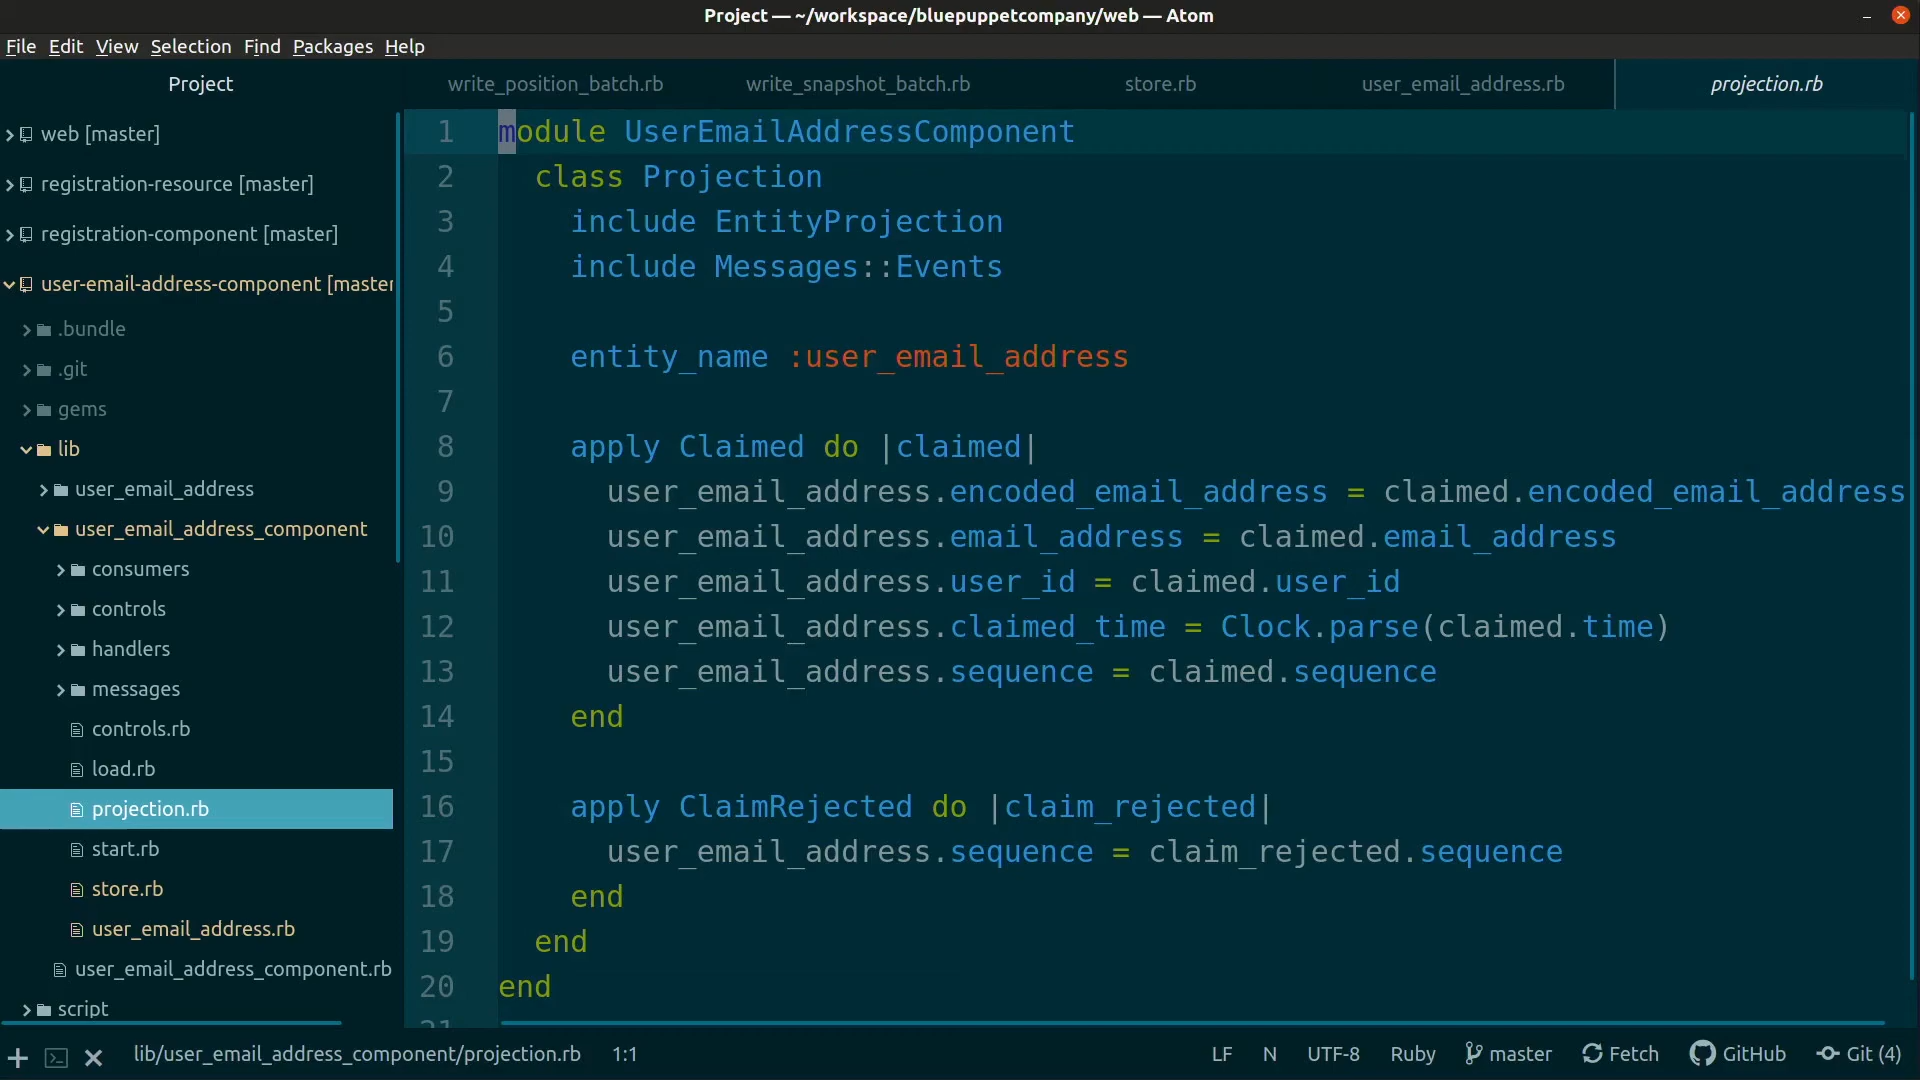 Project — ~/workspace/bluepuppetcompany/web — Atom
File Edit View Selection Find Packages Help
Project
write_position_batch.rb
write_snapshot_batch.rb
store.rb
user_email_address.rb
projection.rb
web [master]
registration-resource [master]
registration-component [master]
user-email-address-component [master
.bundle
.git
gems
lib
user_email_address
user_email_address_component
consumers
controls
handlers
messages
controls.rb
load.rb
projection.rb
start.rb
store.rb
user_email_address.rb
user_email_address_component.rb
script
1 module UserEmailAddressComponent
2 class Projection
3 include EntityProjection
4 include Messages::Events
5
6 entity_name :user_email_address
7
8 apply Claimed do |claimed|
9 user_email_address.encoded_email_address = claimed.encoded_email_address
10 user_email_address.email_address = claimed.email_address
11 user_email_address.user_id = claimed.user_id
12 user_email_address.claimed_time = Clock.parse(claimed.time)
13 user_email_address.sequence = claimed.sequence
14 end
15
16 apply ClaimRejected do |claim_rejected|
17 user_email_address.sequence = claim_rejected.sequence
18 end
19 end
20 end
21
lib/user_email_address_component/projection.rb 1:1
LF N UTF-8 Ruby master Fetch GitHub Git (4)